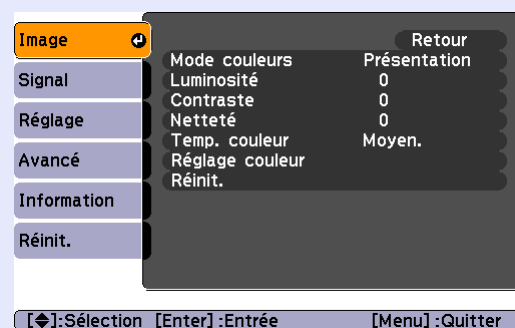 Image
Signal
Réglage
Avancé
Information
Réinit.
Retour
Mode couleurs Présentation
Luminosité 0
Contraste 0
Netteté 0
Temp. couleur Moyen.
Réglage couleur
Réinit.
[◆]:Sélection [Enter] :Entrée [Menu] :Quitter